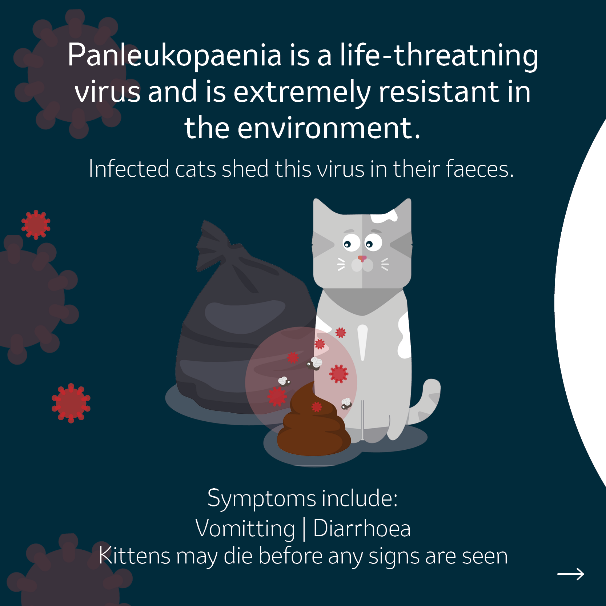 Panleukopaenia is a life-threatning
virus and is extremely resistant in
the environment.
Infected cats shed this virus in their faeces.
Symptoms include:
Vomitting | Diarrhoea
Kittens may die before any signs are seen